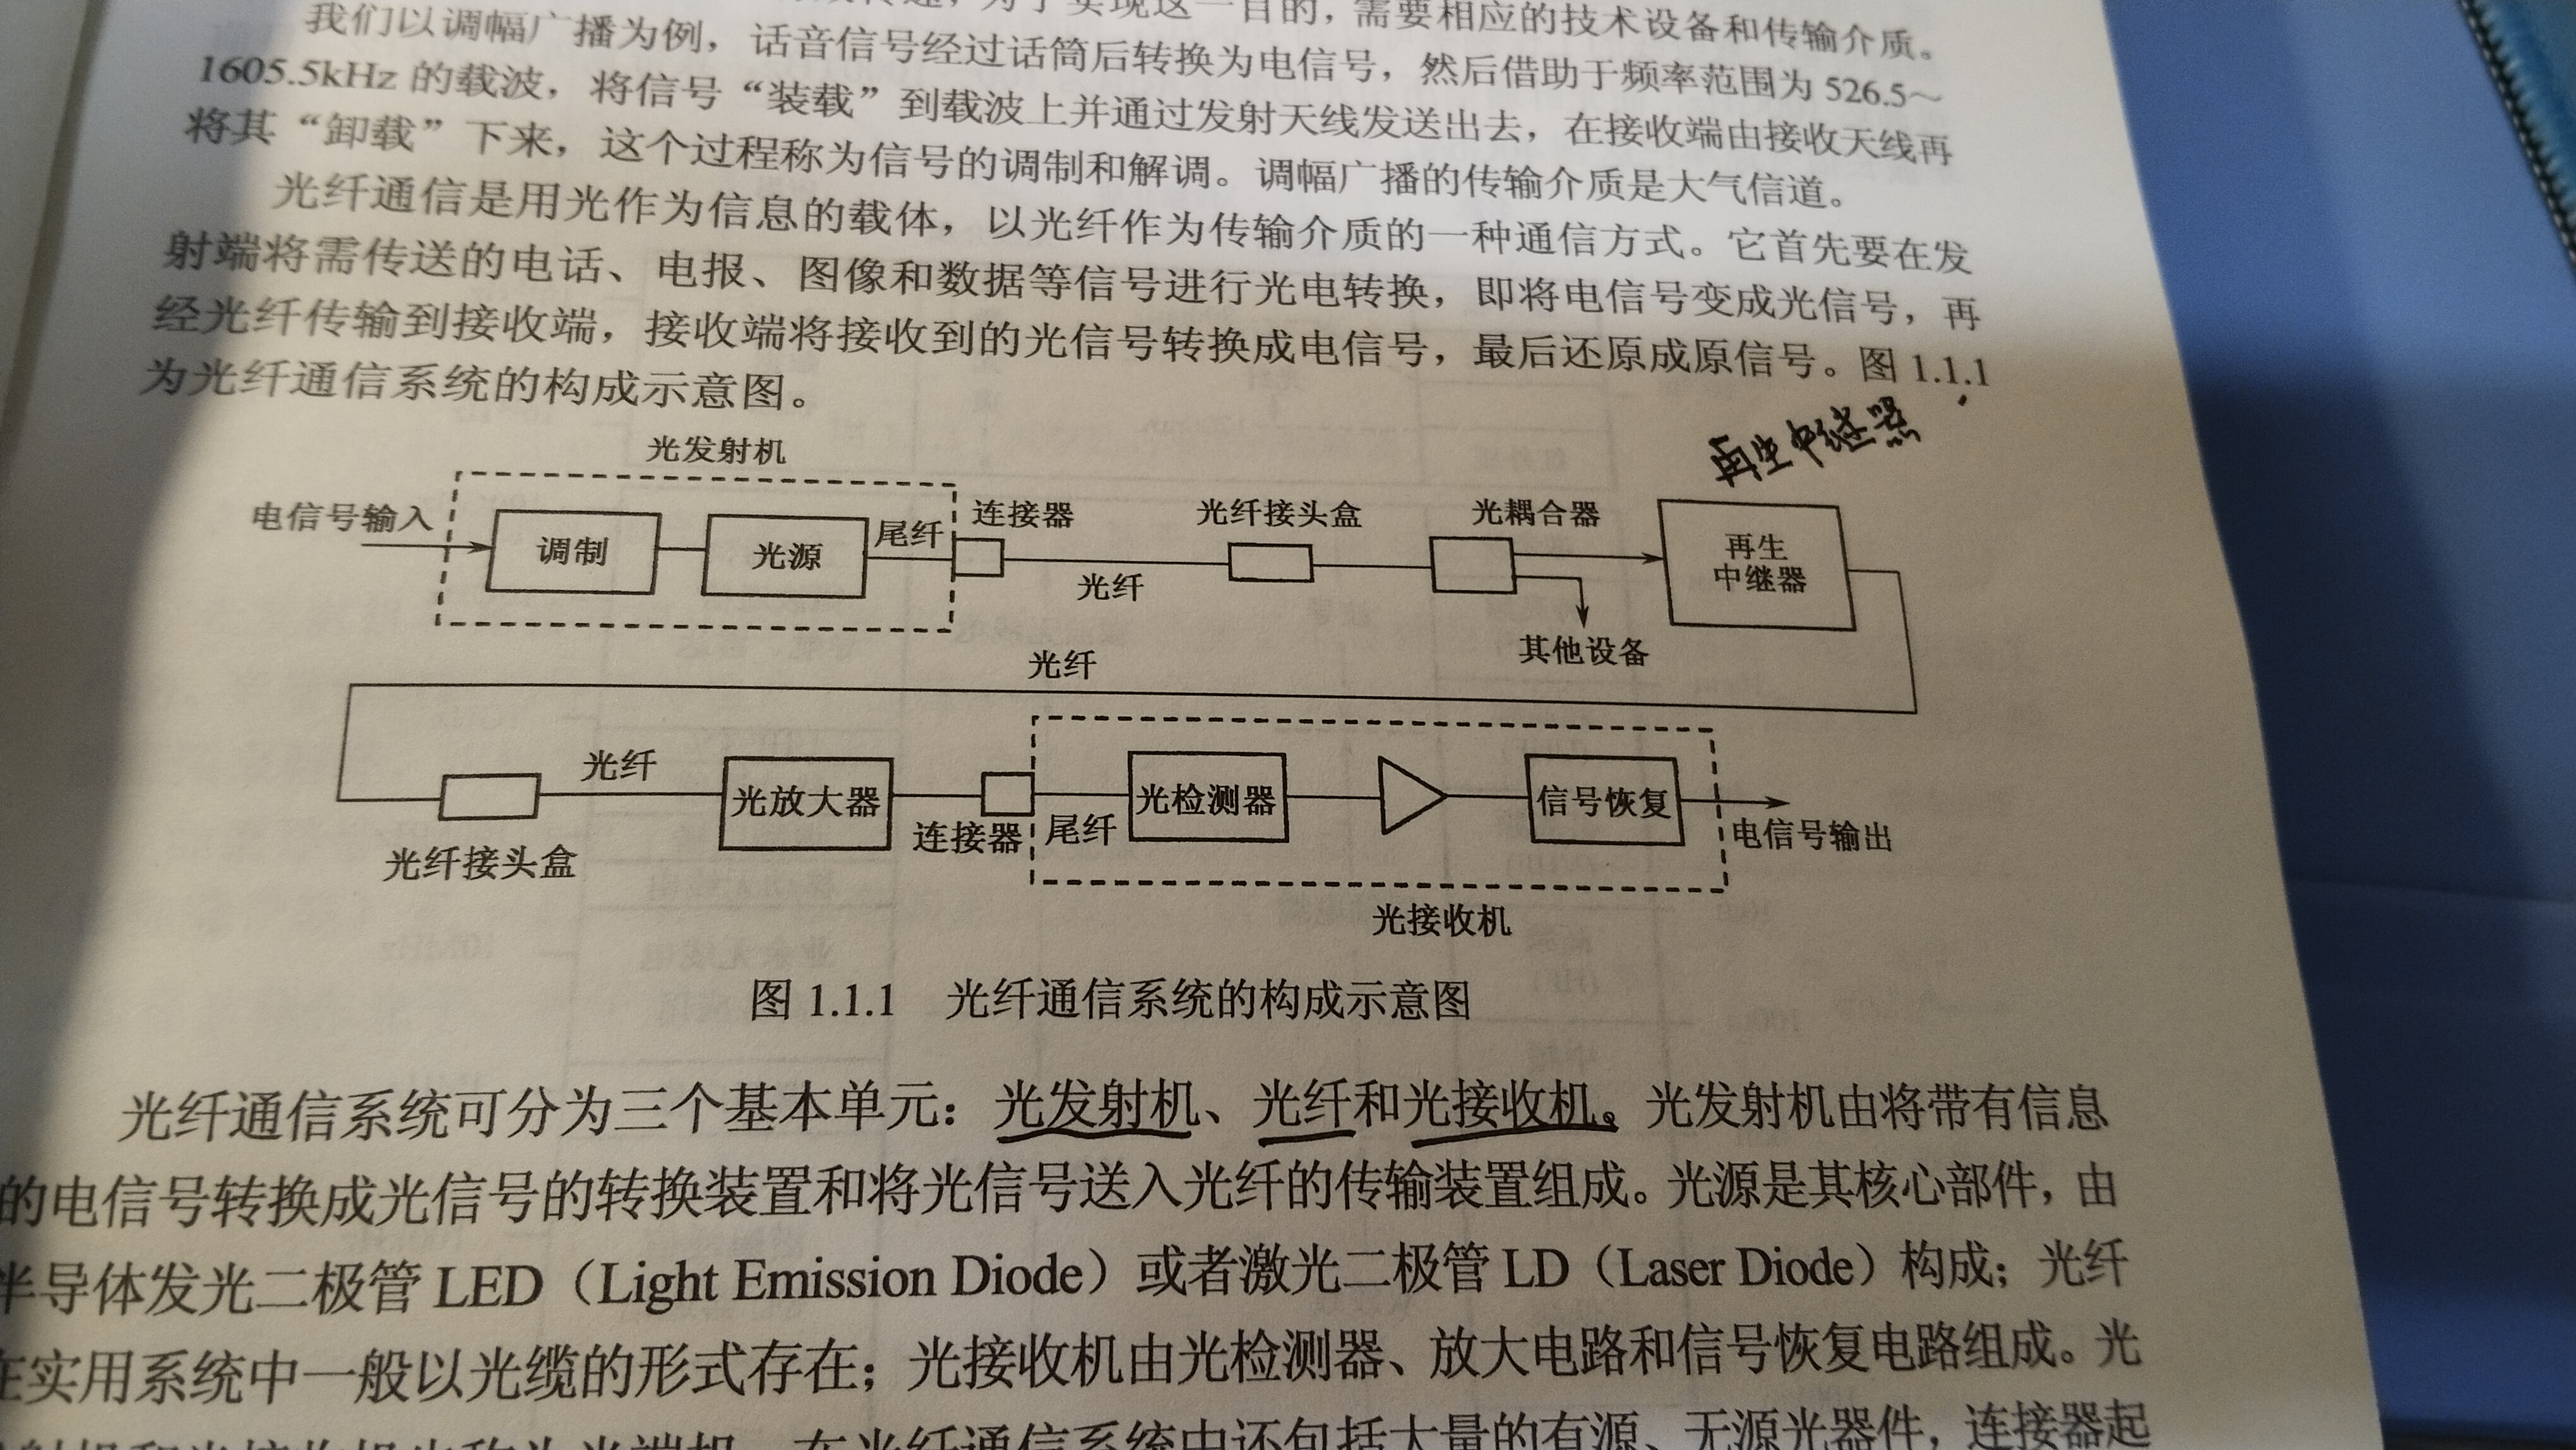 为了实现这一目的，需要相应的技术设备和传输介质。
我们以调幅广播为例，话音信号经过话筒后转换为电信号，然后借助于频率范围为 526.5～
1605.5kHz 的载波，将信号“装载”到载波上并通过发射天线发送出去，在接收端由接收天线再
将其“卸载”下来，这个过程称为信号的调制和解调。调幅广播的传输介质是大气信道。
光纤通信是用光作为信息的载体，以光纤作为传输介质的一种通信方式。它首先要在发
射端将需传送的电话、电报、图像和数据等信号进行光电转换，即将电信号变成光信号，再
经光纤传输到接收端，接收端将接收到的光信号转换成电信号，最后还原成原信号。图 1.1.1
为光纤通信系统的构成示意图。
再生中继器
光发射机
电信号输入
调制
光源
尾纤
连接器
光纤
光纤接头盒
光耦合器
再生
中继器
其他设备
光纤
光纤接头盒
光纤
光放大器
连接器
尾纤
光检测器
信号恢复
电信号输出
光接收机
图 1.1.1 光纤通信系统的构成示意图
光纤通信系统可分为三个基本单元：光发射机、光纤和光接收机。光发射机由将带有信息
的电信号转换成光信号的转换装置和将光信号送入光纤的传输装置组成。光源是其核心部件，由
半导体发光二极管 LED（Light Emission Diode）或者激光二极管 LD（Laser Diode）构成；光纤
在实用系统中一般以光缆的形式存在；光接收机由光检测器、放大电路和信号恢复电路组成。光
在光纤通信系统中还包括大量的有源、无源光器件，连接器起